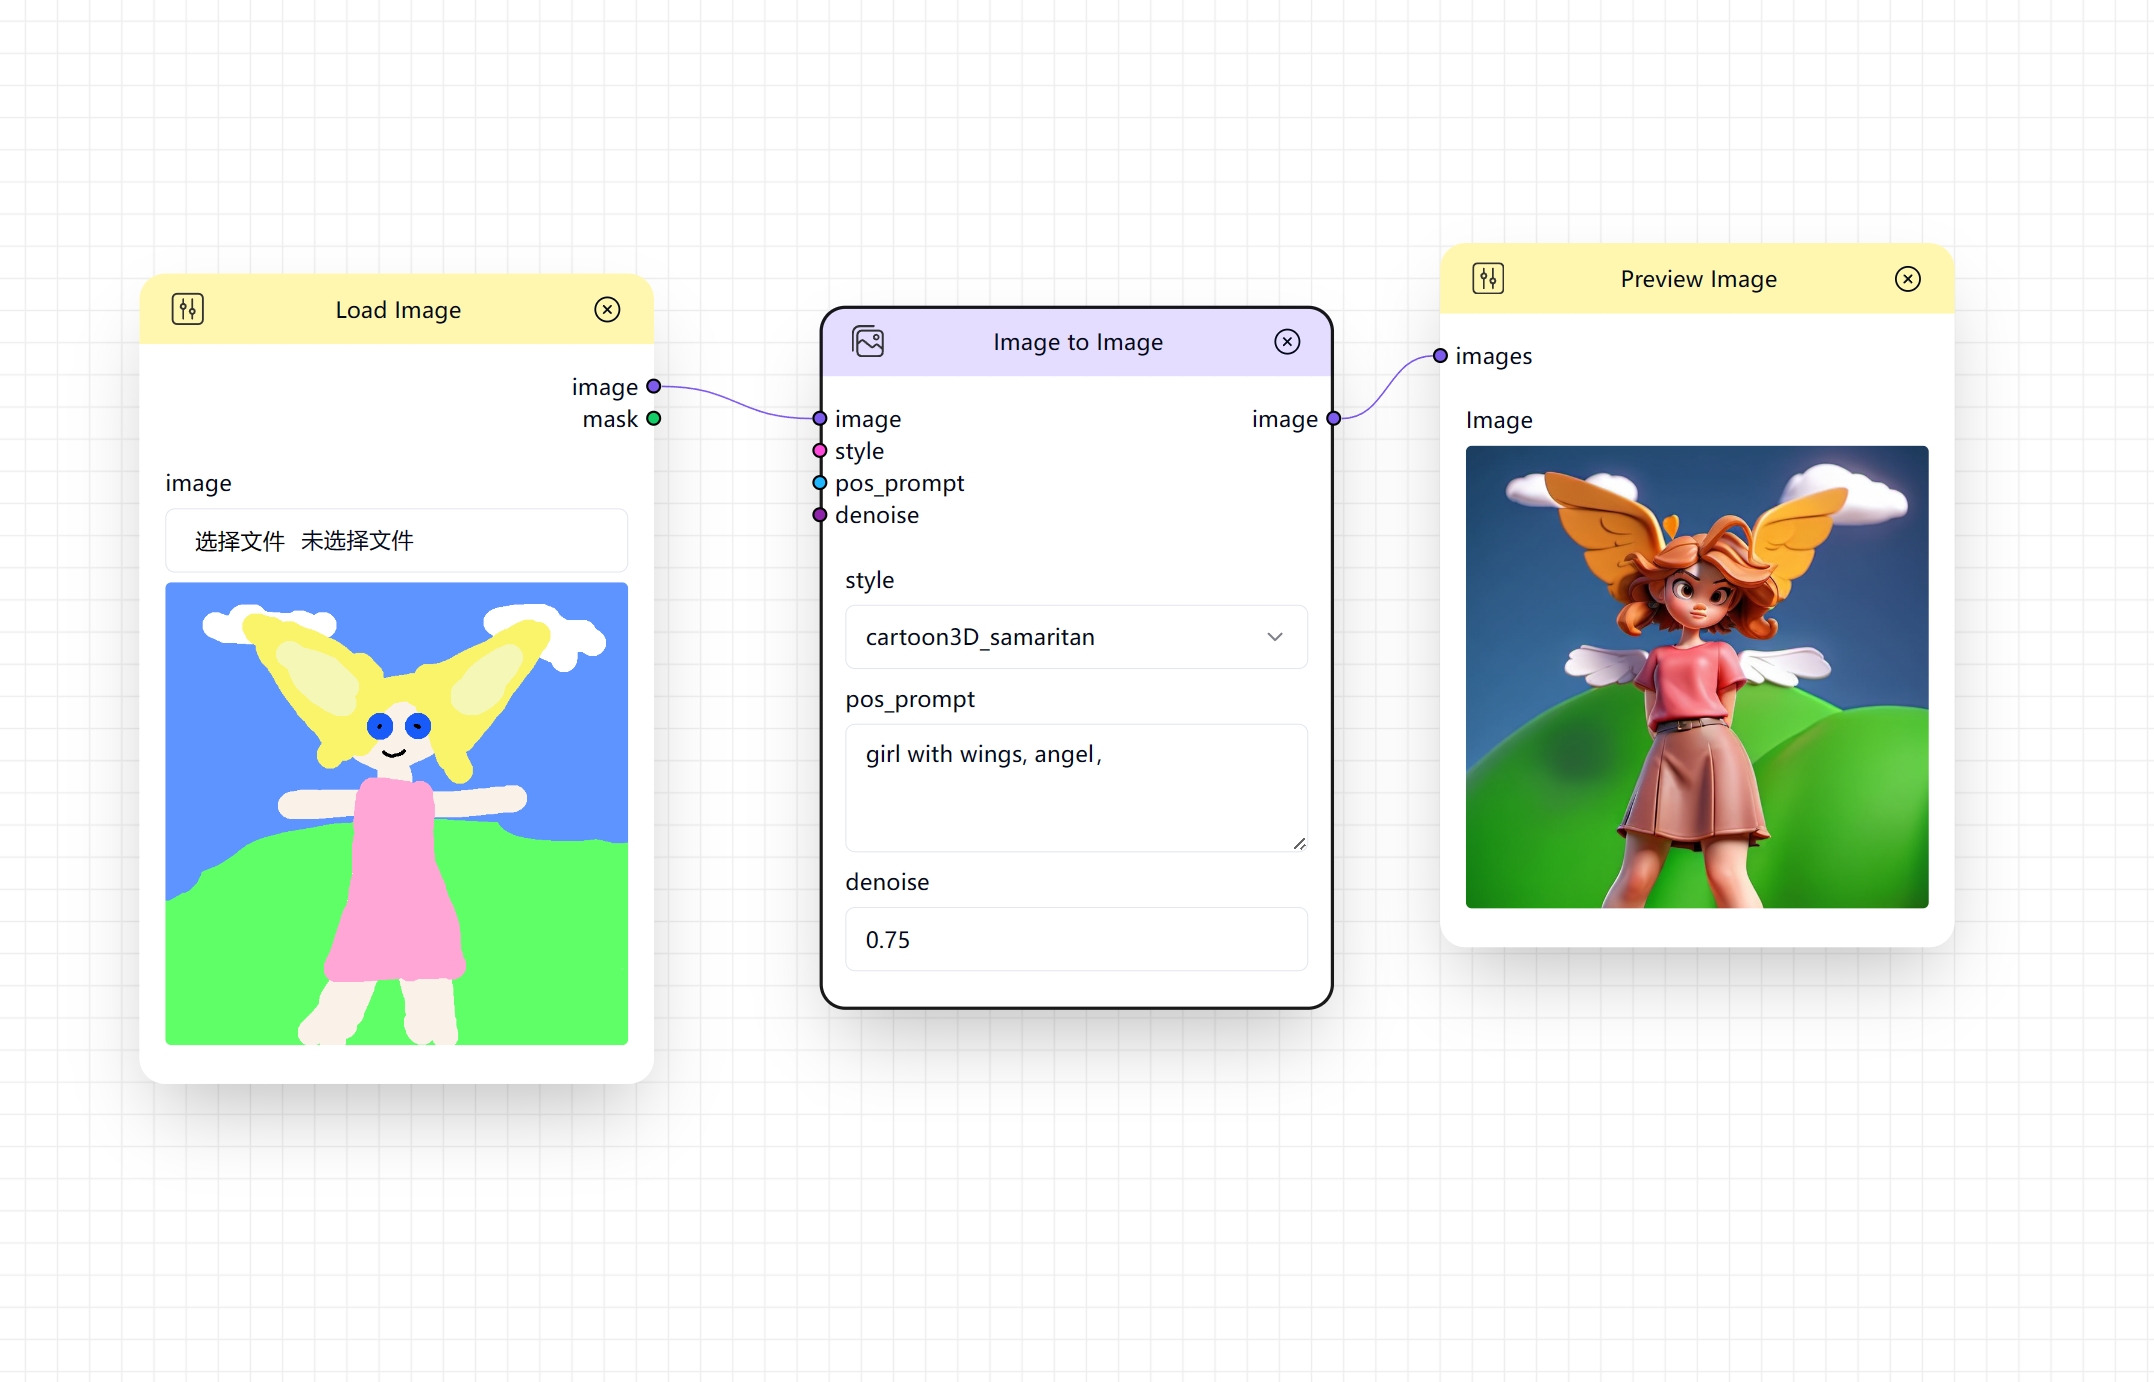 Load Image
image
mask
image
选择文件 未选择文件
Image to Image
image
image
style
pos_prompt
denoise
style
cartoon3D_samaritan
pos_prompt
girl with wings, angel,
denoise
0.75
Preview Image
images
Image